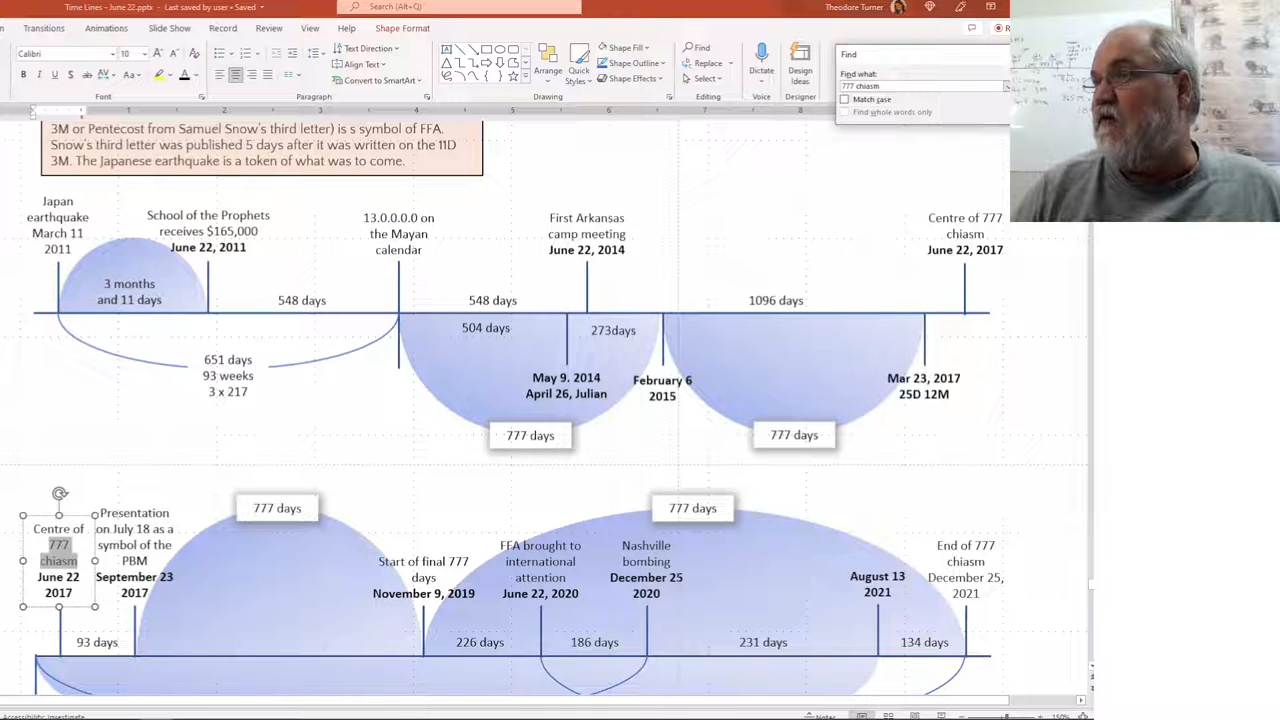 Time Lines – June 22.pptx • Last saved by user • Saved
Search (Alt+Q)
Theodore Turner
Transitions Animations Slide Show Record Review View Help Shape Format
Calibri 10
Text Direction
Align Text
Convert to SmartArt
Arrange
Quick Styles
Shape Fill
Shape Outline
Shape Effects
Find
Replace
Select
Dictate
Design Ideas
Font Paragraph Drawing Editing Voice Designer
Find
Find what:
777 chiasm
Match case
Find whole words only
3M or Pentecost from Samuel Snow's third letter) is s symbol of FFA.
Snow's third letter was published 5 days after it was written on the 11D
3M. The Japanese earthquake is a token of what was to come.
Japan
earthquake
March 11
2011
School of the Prophets
receives $165,000
June 22, 2011
13.0.0.0.0 on
the Mayan
calendar
First Arkansas
camp meeting
June 22, 2014
Centre of 777
chiasm
June 22, 2017
3 months
and 11 days
548 days
548 days
1096 days
504 days
273days
651 days
93 weeks
3 x 217
May 9. 2014
April 26, Julian
February 6
2015
Mar 23, 2017
25D 12M
777 days
777 days
777 days
777 days
Centre of
777
chiasm
June 22
2017
Presentation
on July 18 as a
symbol of the
PBM
September 23
2017
Start of final 777
days
November 9, 2019
FFA brought to
international
attention
June 22, 2020
Nashville
bombing
December 25
2020
August 13
2021
End of 777
chiasm
December 25,
2021
93 days
226 days
186 days
231 days
134 days
Accessibility: Investigate
Notes
150%